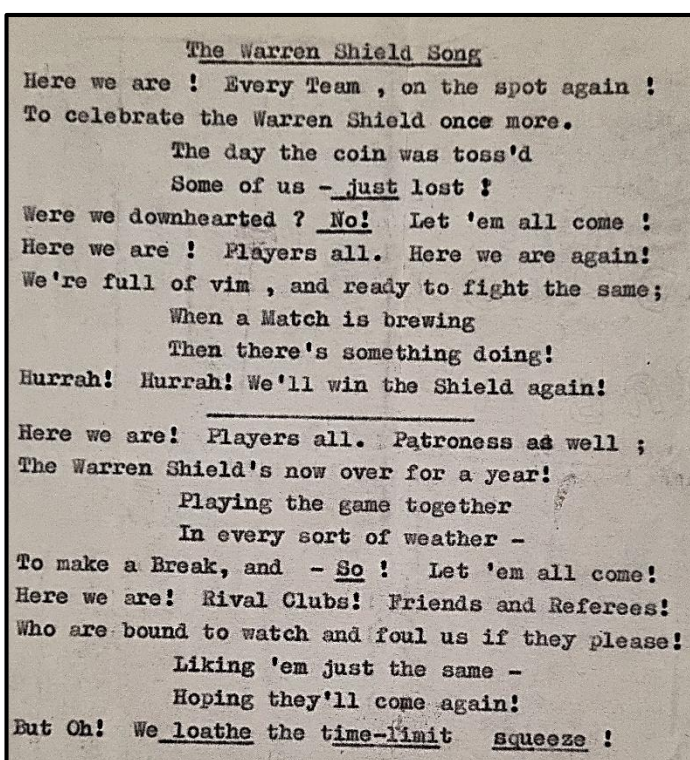 The Warren Shield Song
Here we are ! Every Team , on the spot again !
To celebrate the Warren Shield once more.
The day the coin was toss'd
Some of us - just lost !
Were we downhearted ? No! Let 'em all come !
Here we are ! Players all. Here we are again!
We're full of vim , and ready to fight the same;
When a Match is brewing
Then there's something doing!
Hurrah! Hurrah! We'll win the Shield again!
Here we are! Players all. Patroness as well ;
The Warren Shield's now over for a year!
Playing the game together
In every sort of weather -
To make a Break, and - So ! Let 'em all come!
Here we are! Rival Clubs! Friends and Referees!
Who are bound to watch and foul us if they please!
Liking 'em just the same -
Hoping they'll come again!
But Oh! We loathe the time-limit squeeze !